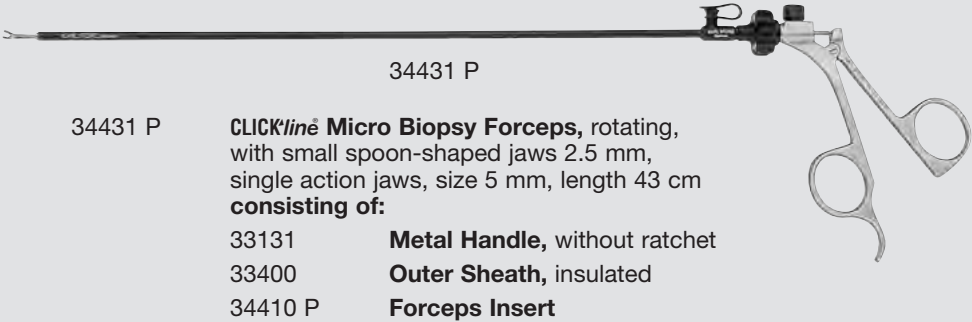 34431 P
34431 P CLICK'line® Micro Biopsy Forceps, rotating,
with small spoon-shaped jaws 2.5 mm,
single action jaws, size 5 mm, length 43 cm
consisting of:
33131 Metal Handle, without ratchet
33400 Outer Sheath, insulated
34410 P Forceps Insert